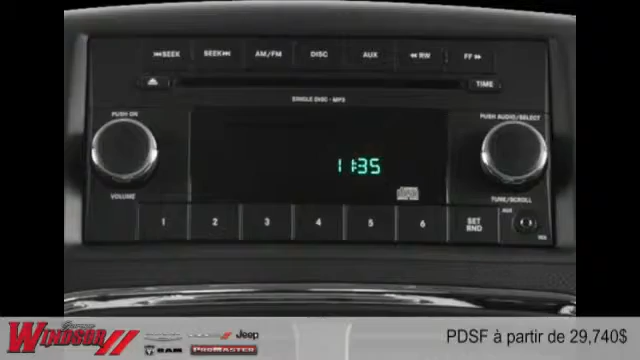 ⏮SEEK SEEK⏭ AM/FM DISC AUX ◀◀ RW FF ▶▶
TIME
SINGLE DISC - MP3
PUSH ON
PUSH AUDIO/SELECT
11:35
VOLUME
TUNE/SCROLL
1 2 3 4 5 6 SET RND
AUX
WINDSOR
Jeep
RAM PROMASTER
PDSF à partir de 29,740$